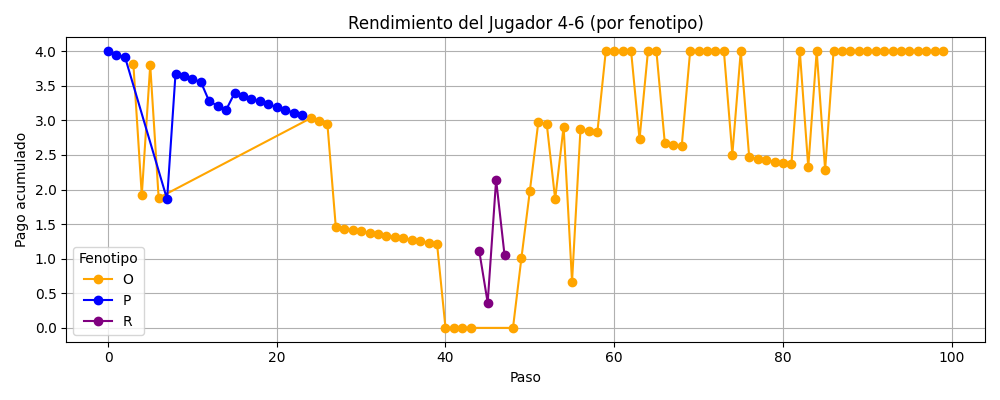 Rendimiento del Jugador 4-6 (por fenotipo)
Pago acumulado
4.0
3.5
3.0
2.5
2.0
1.5
1.0
0.5
0.0
Fenotipo
O
P
R
0 20 40 60 80 100
Paso